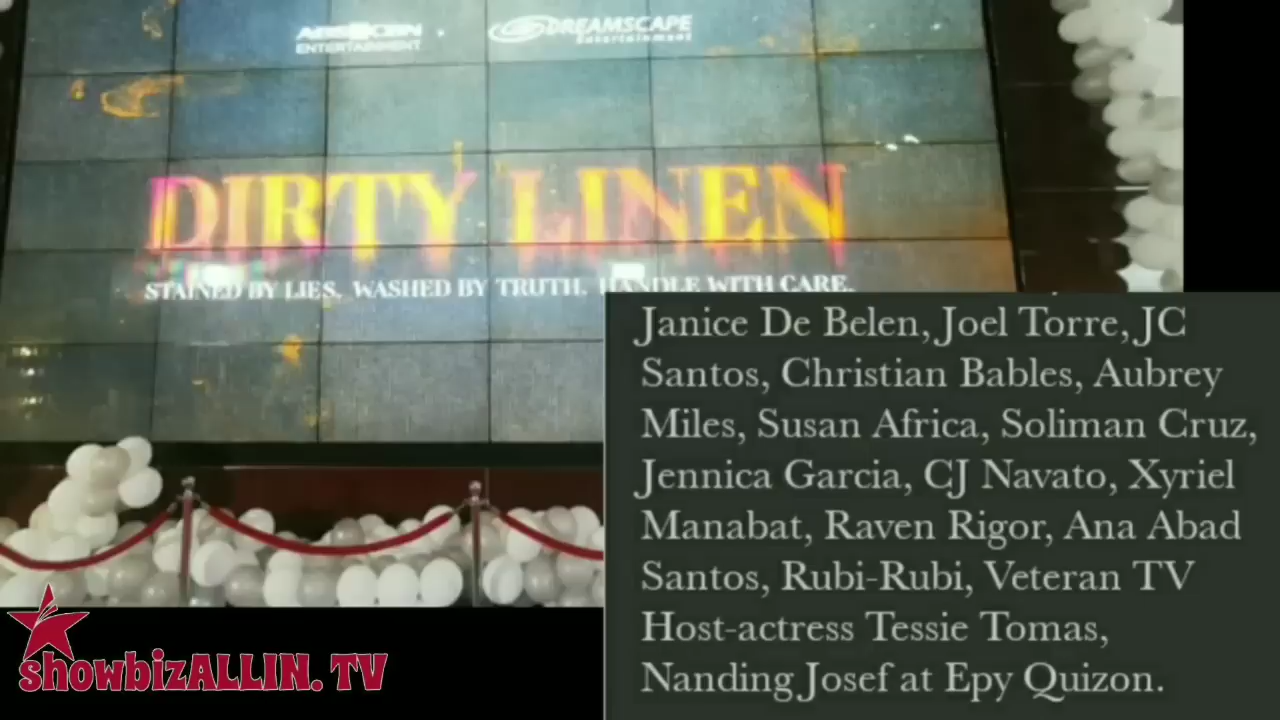 ABS-CBN
ENTERTAINMENT
DREAMSCAPE
Entertainment
DIRTY LINEN
STAINED BY LIES. WASHED BY TRUTH. HANDLE WITH CARE.
Janice De Belen, Joel Torre, JC
Santos, Christian Bables, Aubrey
Miles, Susan Africa, Soliman Cruz,
Jennica Garcia, CJ Navato, Xyriel
Manabat, Raven Rigor, Ana Abad
Santos, Rubi-Rubi, Veteran TV
Host-actress Tessie Tomas,
Nanding Josef at Epy Quizon.
showbizALLIN.TV